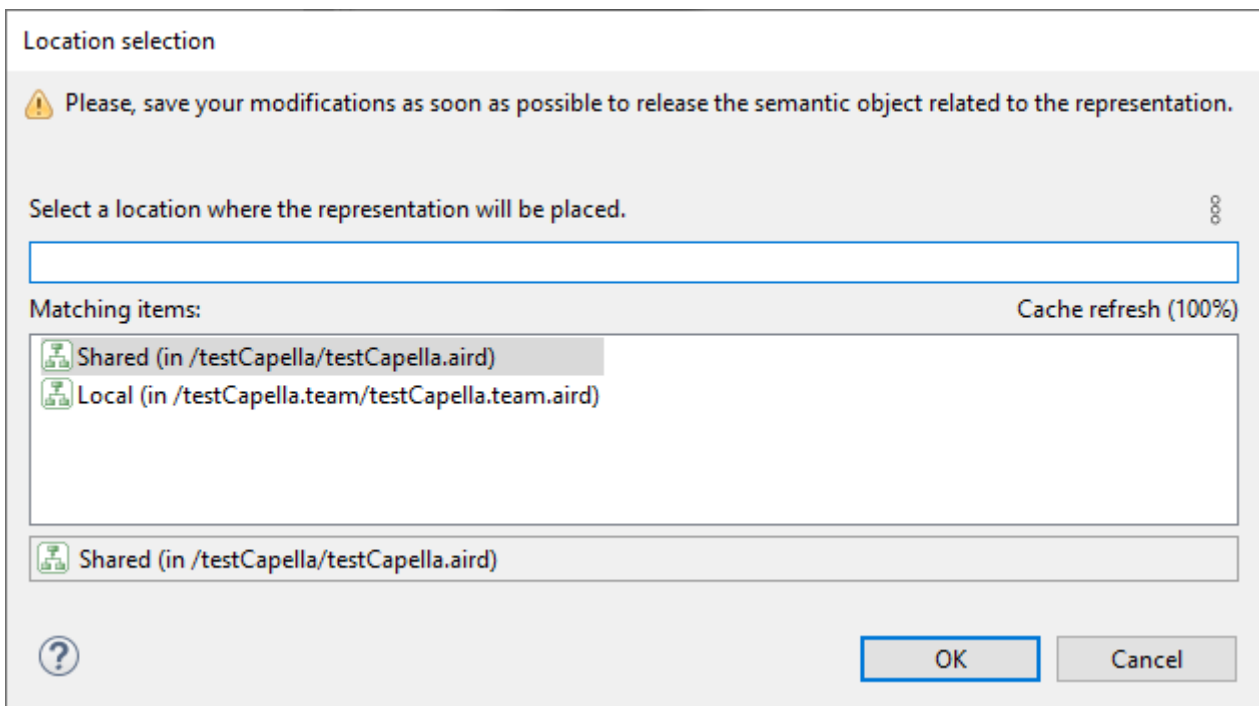 Location selection
Please, save your modifications as soon as possible to release the semantic object related to the representation.
Select a location where the representation will be placed.
Matching items:
Cache refresh (100%)
Shared (in /testCapella/testCapella.aird)
Local (in /testCapella.team/testCapella.team.aird)
Shared (in /testCapella/testCapella.aird)
?
OK
Cancel